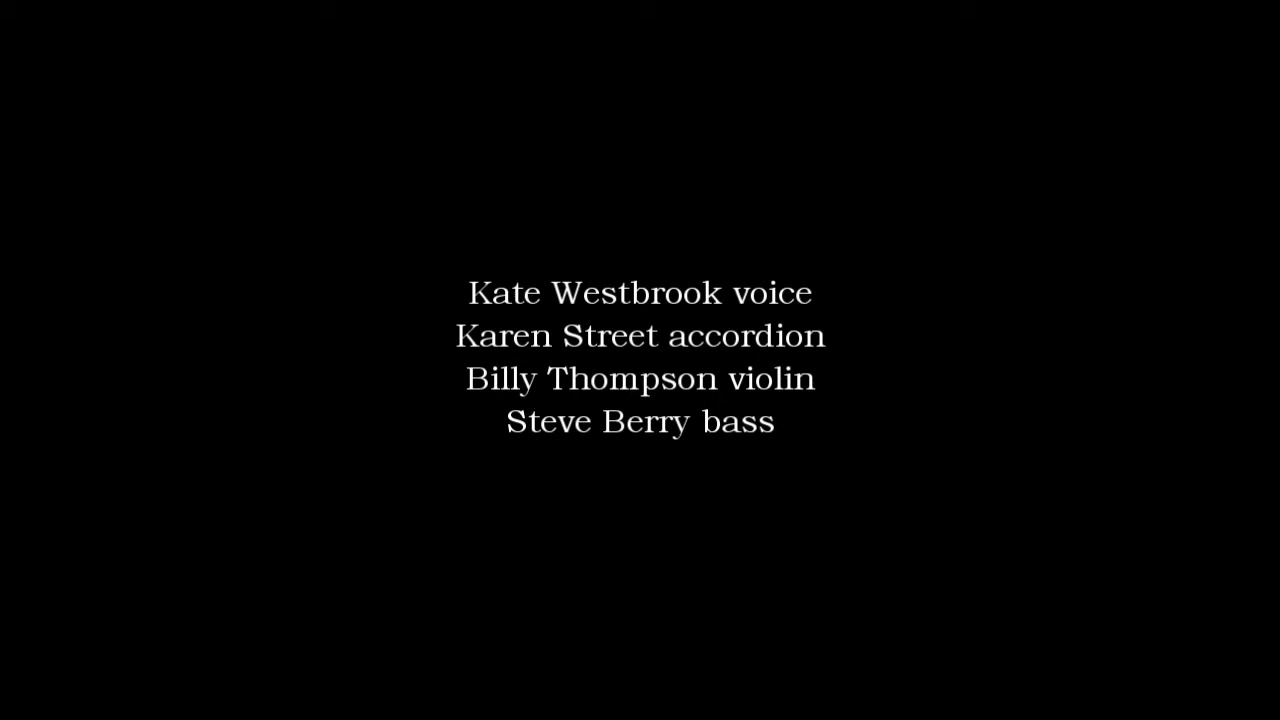 Kate Westbrook voice
Karen Street accordion
Billy Thompson violin
Steve Berry bass